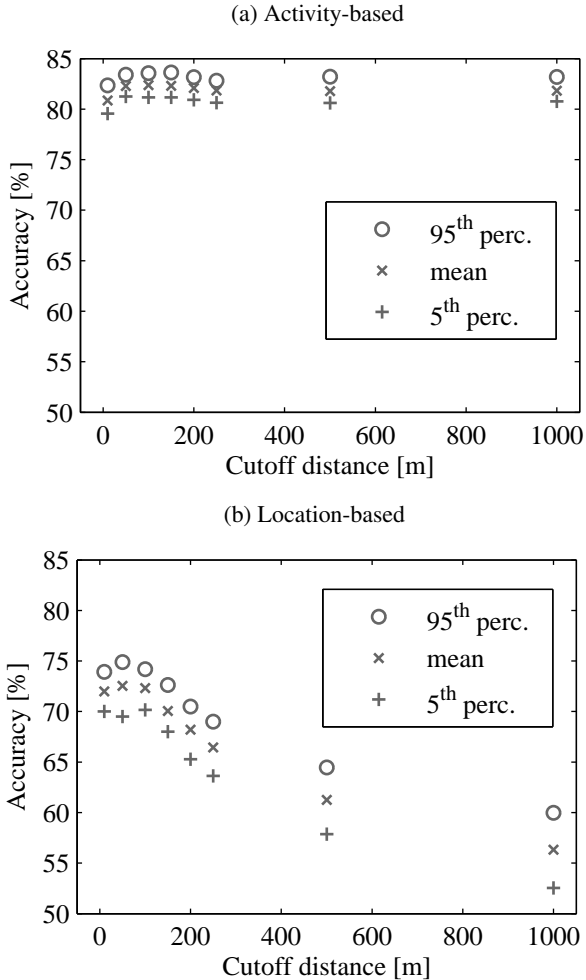 (a) Activity-based
85
80
75
70
65
60
55
50
Accuracy [%]
95th perc.
mean
5th perc.
0 200 400 600 800 1000
Cutoff distance [m]
(b) Location-based
85
80
75
70
65
60
55
50
Accuracy [%]
95th perc.
mean
5th perc.
0 200 400 600 800 1000
Cutoff distance [m]